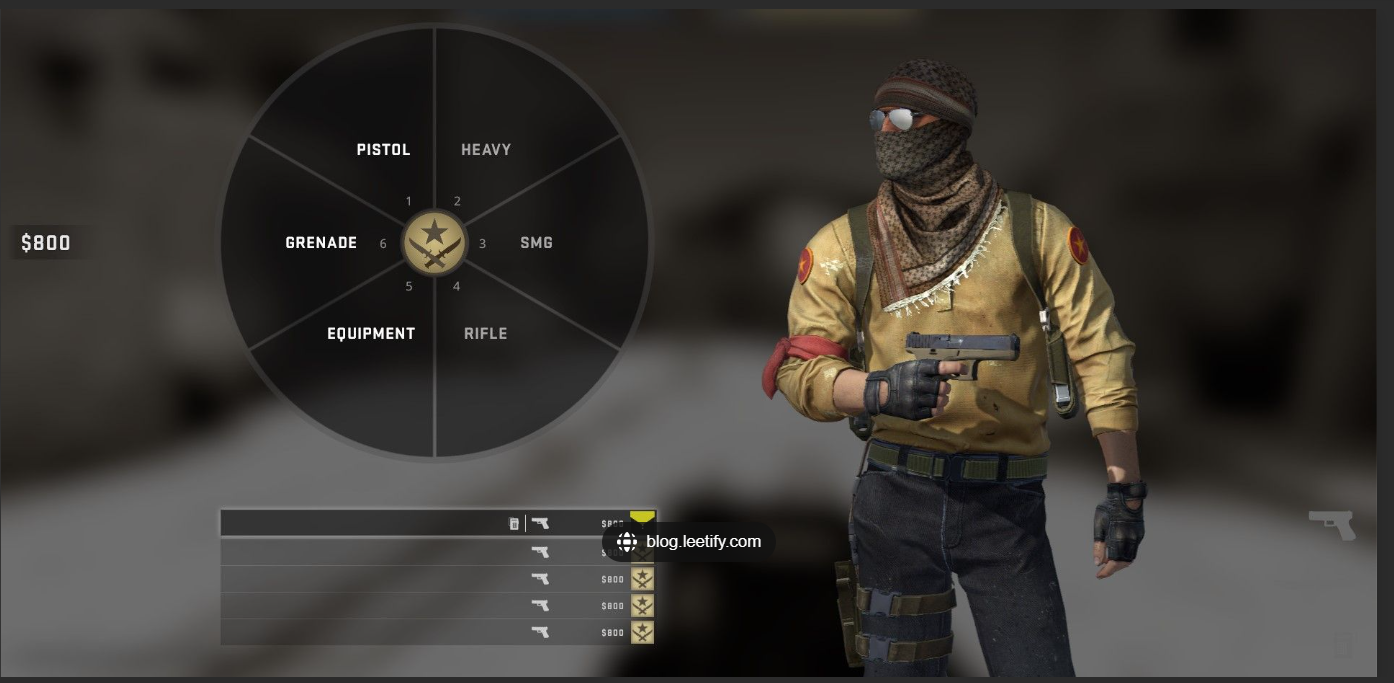 PISTOL HEAVY
1 2
$800 GRENADE 6 3 SMG
5 4
EQUIPMENT RIFLE
blog.leetify.com
$800
$800
$800